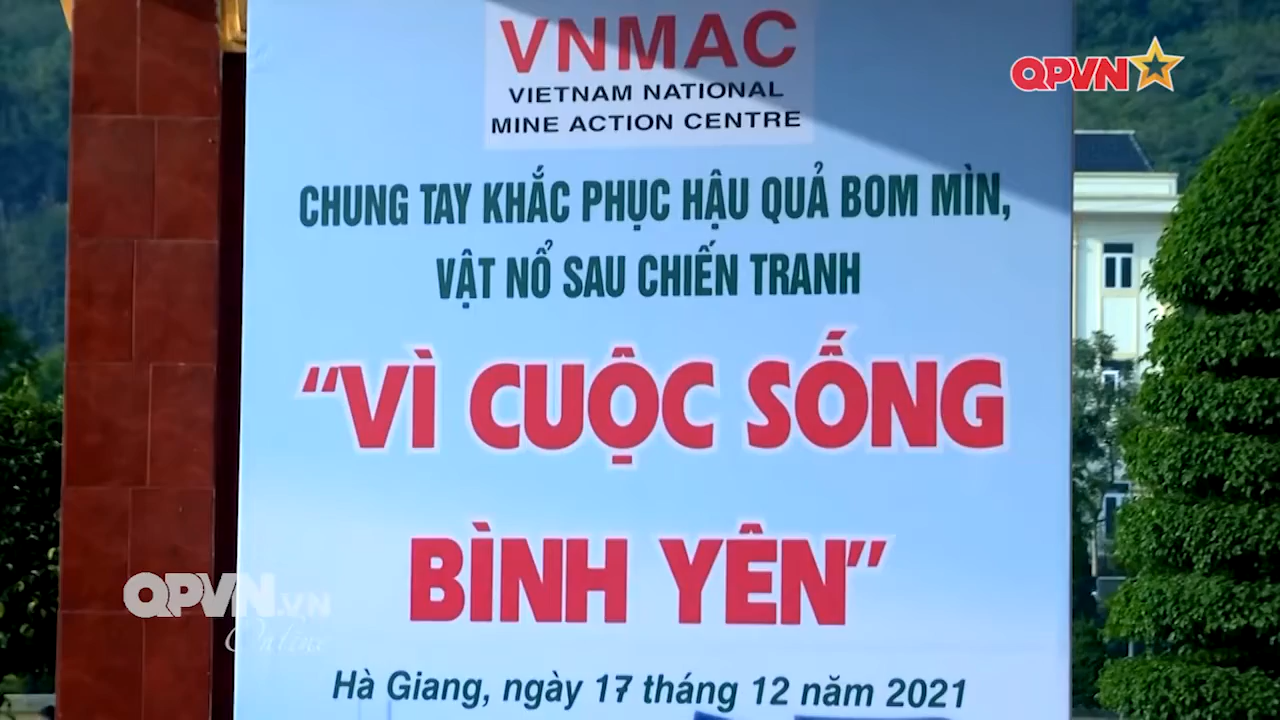 VNMAC
VIETNAM NATIONAL
MINE ACTION CENTRE
QPVN
CHUNG TAY KHẮC PHỤC HẬU QUẢ BOM MÌN,
VẬT NỔ SAU CHIẾN TRANH
“VÌ CUỘC SỐNG
BÌNH YÊN”
QPVN.VN
Online
Hà Giang, ngày 17 tháng 12 năm 2021